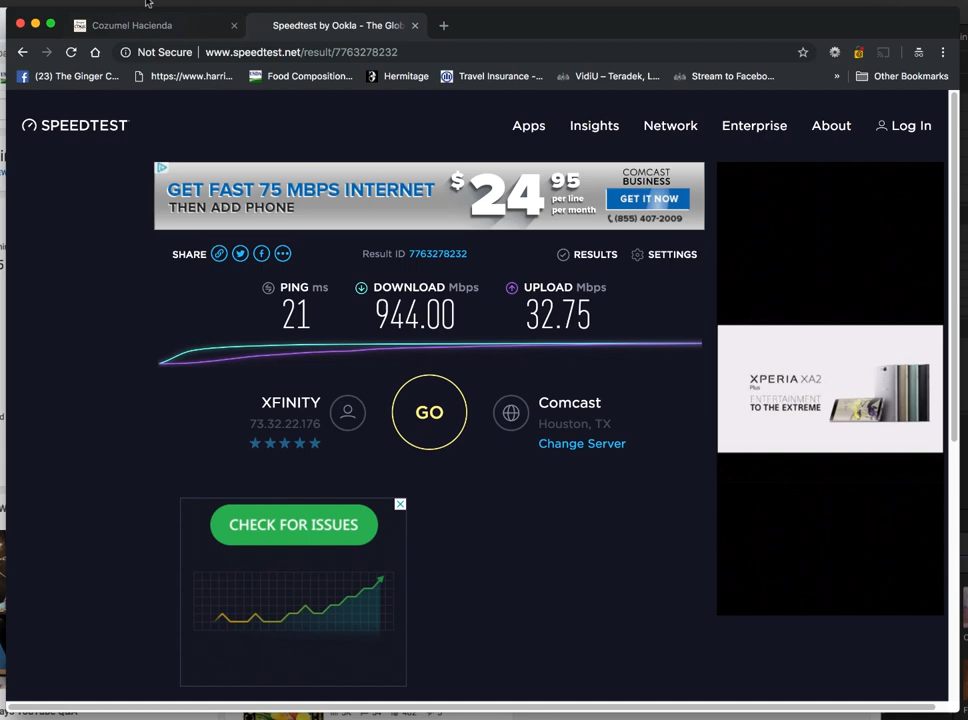 Cozumel Hacienda
Speedtest by Ookla - The Glob
Not Secure | www.speedtest.net/result/7763278232
(23) The Ginger C...
https://www.harri...
Food Composition...
Hermitage
Travel Insurance -...
VidiU – Teradek, L...
Stream to Facebo...
»
Other Bookmarks
SPEEDTEST
Apps
Insights
Network
Enterprise
About
Log In
GET FAST 75 MBPS INTERNET
THEN ADD PHONE
$24 95
per line
per month
COMCAST
BUSINESS
GET IT NOW
(855) 407-2009
SHARE
Result ID 7763278232
RESULTS
SETTINGS
PING ms
21
DOWNLOAD Mbps
944.00
UPLOAD Mbps
32.75
XFINITY
73.32.22.176
GO
Comcast
Houston, TX
Change Server
XPERIA XA2
Plus
ENTERTAINMENT
TO THE EXTREME
CHECK FOR ISSUES